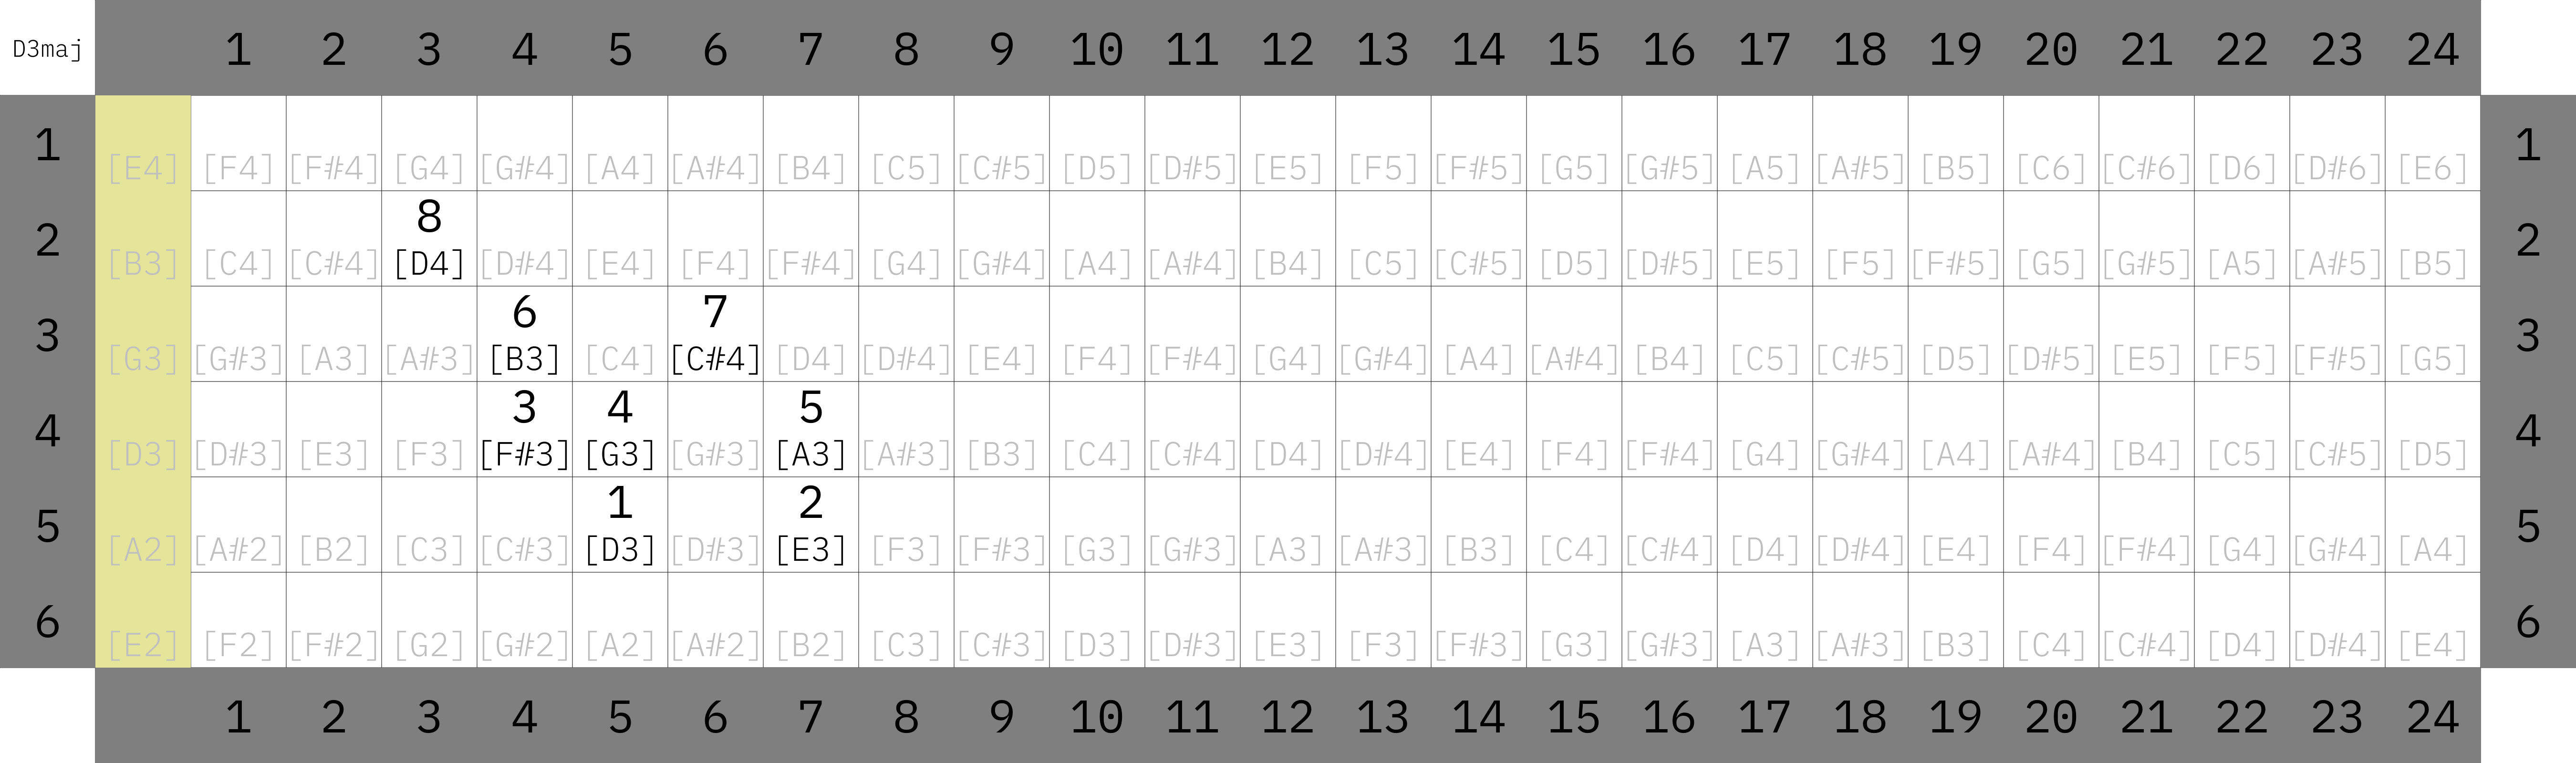 D3maj 1 2 3 4 5 6 7 8 9 10 11 12 13 14 15 16 17 18 19 20 21 22 23 24
1 [E4] [F4] [F#4] [G4] [G#4] [A4] [A#4] [B4] [C5] [C#5] [D5] [D#5] [E5] [F5] [F#5] [G5] [G#5] [A5] [A#5] [B5] [C6] [C#6] [D6] [D#6] [E6] 1
8
2 [B3] [C4] [C#4] [D4] [D#4] [E4] [F4] [F#4] [G4] [G#4] [A4] [A#4] [B4] [C5] [C#5] [D5] [D#5] [E5] [F5] [F#5] [G5] [G#5] [A5] [A#5] [B5] 2
6 7
3 [G3] [G#3] [A3] [A#3] [B3] [C4] [C#4] [D4] [D#4] [E4] [F4] [F#4] [G4] [G#4] [A4] [A#4] [B4] [C5] [C#5] [D5] [D#5] [E5] [F5] [F#5] [G5] 3
3 4 5
4 [D3] [D#3] [E3] [F3] [F#3] [G3] [G#3] [A3] [A#3] [B3] [C4] [C#4] [D4] [D#4] [E4] [F4] [F#4] [G4] [G#4] [A4] [A#4] [B4] [C5] [C#5] [D5] 4
1 2
5 [A2] [A#2] [B2] [C3] [C#3] [D3] [D#3] [E3] [F3] [F#3] [G3] [G#3] [A3] [A#3] [B3] [C4] [C#4] [D4] [D#4] [E4] [F4] [F#4] [G4] [G#4] [A4] 5
6 [E2] [F2] [F#2] [G2] [G#2] [A2] [A#2] [B2] [C3] [C#3] [D3] [D#3] [E3] [F3] [F#3] [G3] [G#3] [A3] [A#3] [B3] [C4] [C#4] [D4] [D#4] [E4] 6
1 2 3 4 5 6 7 8 9 10 11 12 13 14 15 16 17 18 19 20 21 22 23 24